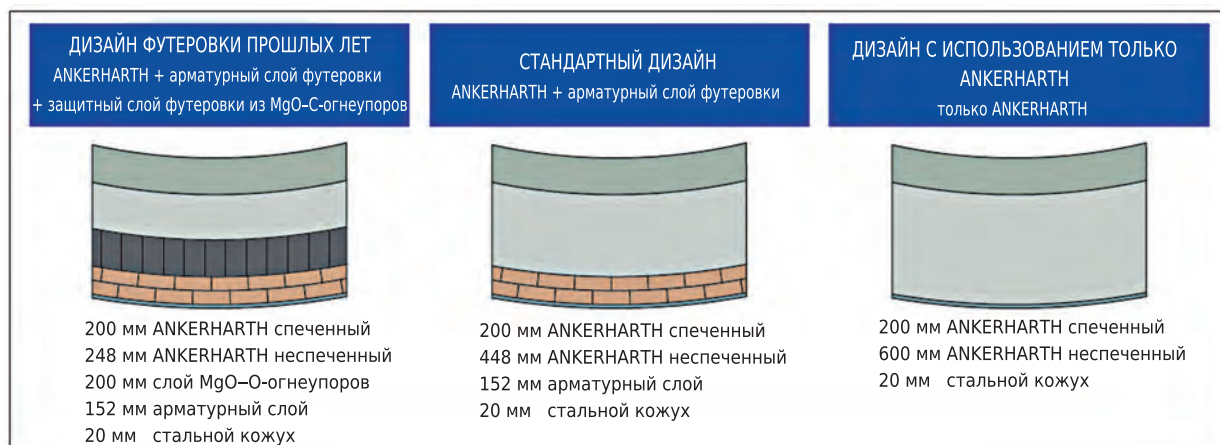 ДИЗАЙН ФУТЕРОВКИ ПРОШЛЫХ ЛЕТ
ANKERHARTH + арматурный слой футеровки
+ защитный слой футеровки из MgO–C-огнеупоров
СТАНДАРТНЫЙ ДИЗАЙН
ANKERHARTH + арматурный слой футеровки
ДИЗАЙН С ИСПОЛЬЗОВАНИЕМ ТОЛЬКО
ANKERHARTH
только ANKERHARTH
200 мм ANKERHARTH спеченный
248 мм ANKERHARTH неспеченный
200 мм слой MgO–O-огнеупоров
152 мм арматурный слой
20 мм стальной кожух
200 мм ANKERHARTH спеченный
448 мм ANKERHARTH неспеченный
152 мм арматурный слой
20 мм стальной кожух
200 мм ANKERHARTH спеченный
600 мм ANKERHARTH неспеченный
20 мм стальной кожух